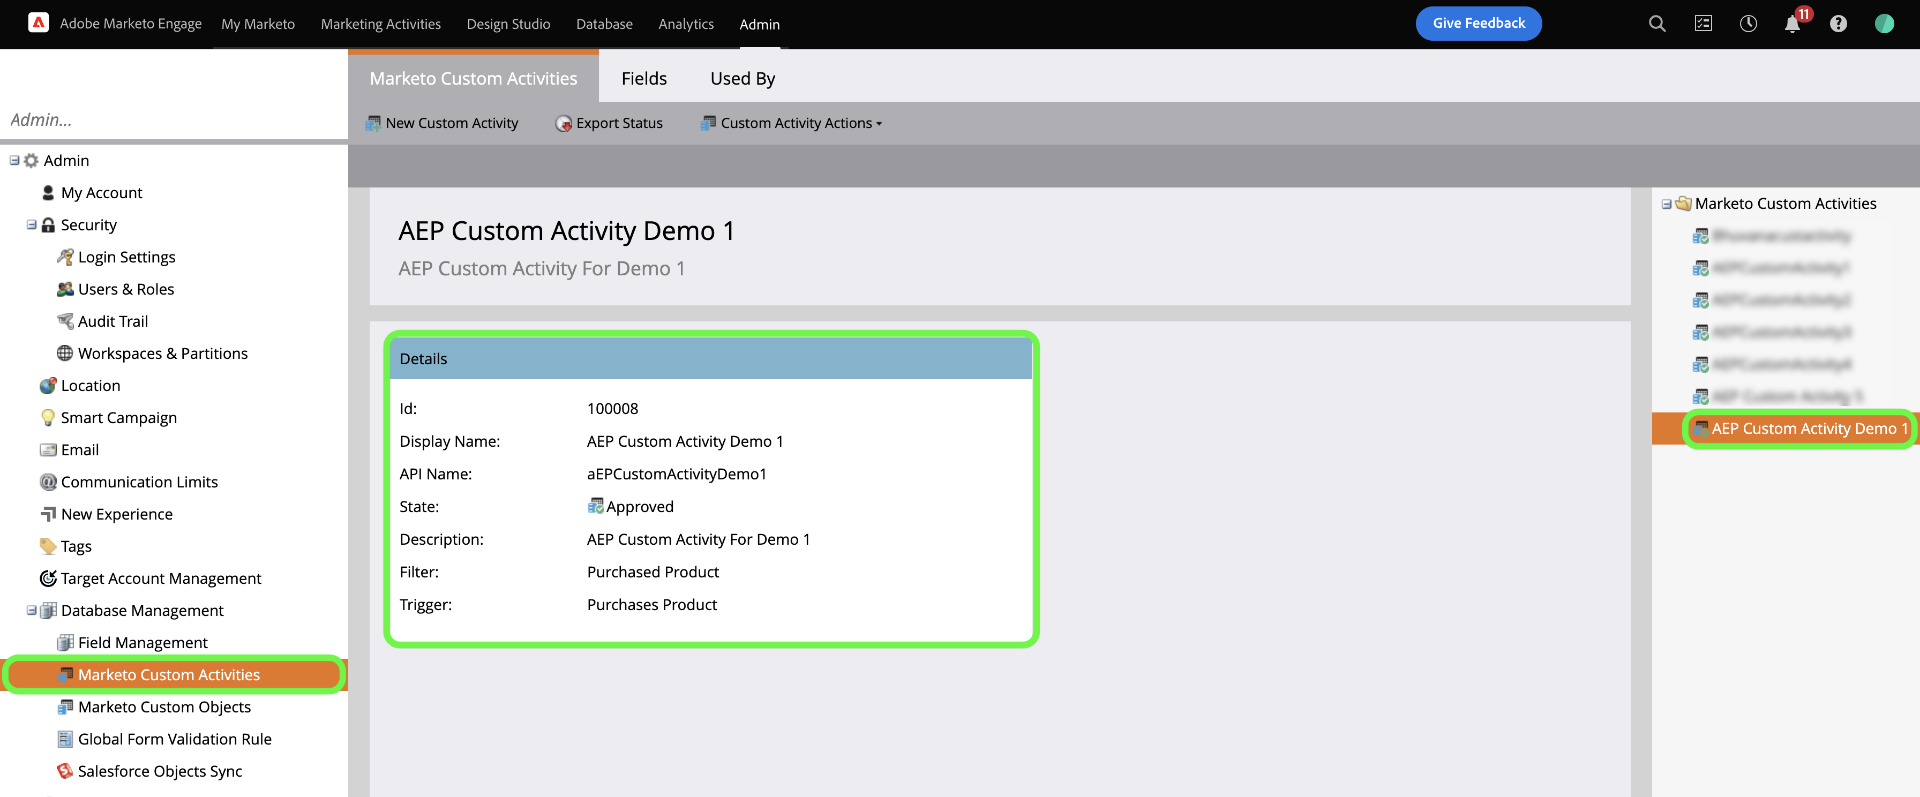 Adobe Marketo Engage
My Marketo
Marketing Activities
Design Studio
Database
Analytics
Admin
Give Feedback
11
Marketo Custom Activities
Fields
Used By
Admin...
New Custom Activity
Export Status
Custom Activity Actions
Admin
My Account
Security
Login Settings
Users & Roles
Audit Trail
Workspaces & Partitions
Location
Smart Campaign
Email
Communication Limits
New Experience
Tags
Target Account Management
Database Management
Field Management
Marketo Custom Activities
Marketo Custom Objects
Global Form Validation Rule
Salesforce Objects Sync
AEP Custom Activity Demo 1
AEP Custom Activity For Demo 1
Details
Id: 100008
Display Name: AEP Custom Activity Demo 1
API Name: aEPCustomActivityDemo1
State: Approved
Description: AEP Custom Activity For Demo 1
Filter: Purchased Product
Trigger: Purchases Product
Marketo Custom Activities
AEP Custom Activity Demo 1